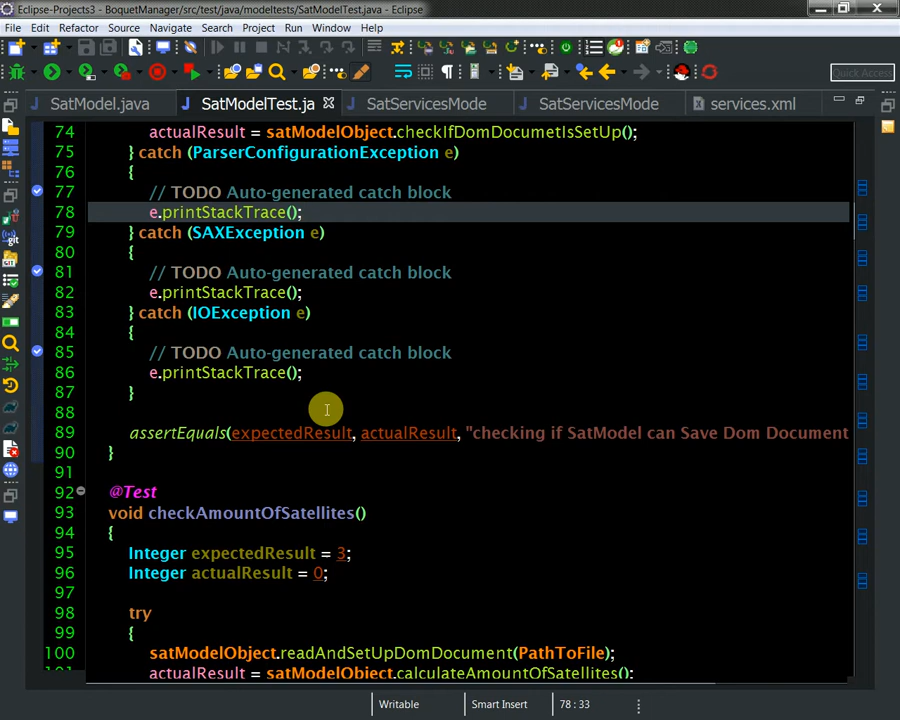 Eclipse-Projects3 - BoquetManager/src/test/java/modeltests/SatModelTest.java - Eclipse
File Edit Refactor Source Navigate Search Project Run Window Help
Quick Access
SatModel.java SatModelTest.ja SatServicesMode SatServicesMode services.xml
74 actualResult = satModelObject.checkIfDomDocumetIsSetUp();
75 } catch (ParserConfigurationException e)
76 {
77 // TODO Auto-generated catch block
78 e.printStackTrace();
79 } catch (SAXException e)
80 {
81 // TODO Auto-generated catch block
82 e.printStackTrace();
83 } catch (IOException e)
84 {
85 // TODO Auto-generated catch block
86 e.printStackTrace();
87 }
88
89 assertEquals(expectedResult, actualResult, "checking if SatModel can Save Dom Document
90 }
91
92 @Test
93 void checkAmountOfSatellites()
94 {
95 Integer expectedResult = 3;
96 Integer actualResult = 0;
97
98 try
99 {
100 satModelObject.readAndSetUpDomDocument(PathToFile);
101 actualResult = satModelObject.calculateAmountOfSatellites();
Writable Smart Insert 78 : 33